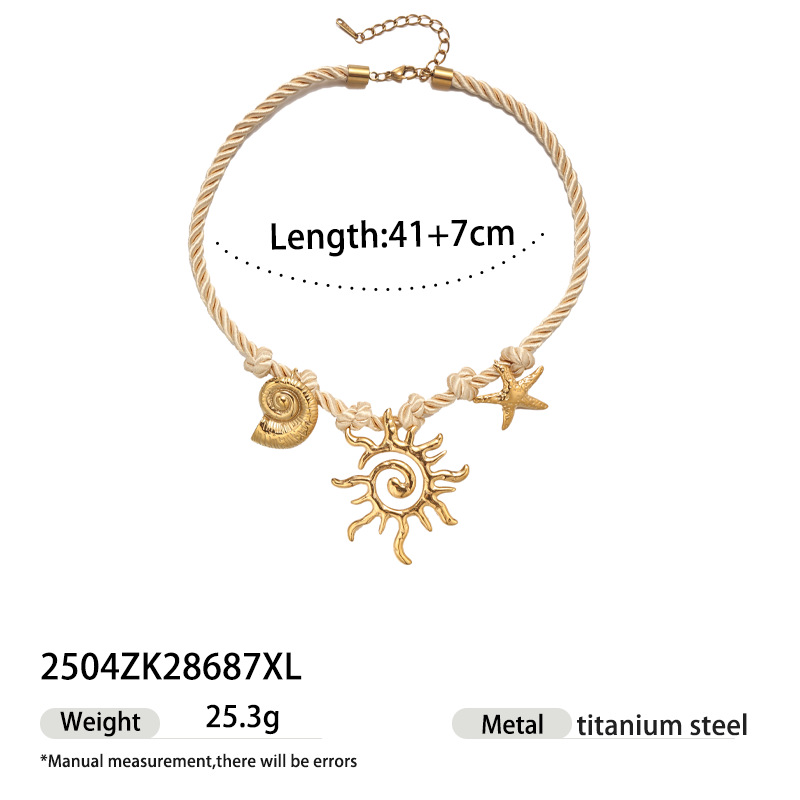 Length:41+7cm
2504ZK28687XL
Weight 25.3g
Metal titanium steel
*Manual measurement,there will be errors